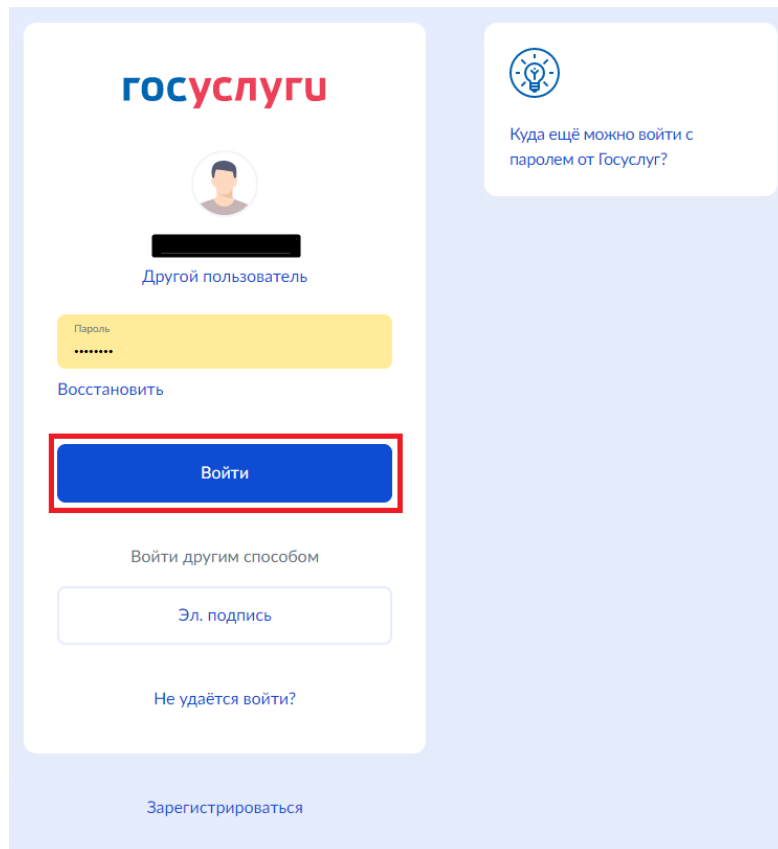 госуслуги
Другой пользователь
Пароль
••••••••
Восстановить
Войти
Войти другим способом
Эл. подпись
Не удаётся войти?
Зарегистрироваться
Куда ещё можно войти с
паролем от Госуслуг?